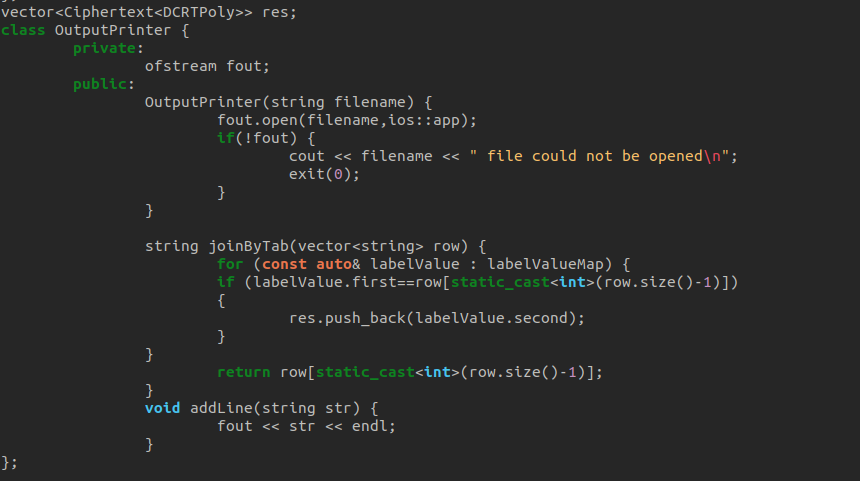 vector<Ciphertext<DCRTPoly>> res;
class OutputPrinter {
        private:
                ofstream fout;
        public:
                OutputPrinter(string filename) {
                        fout.open(filename,ios::app);
                        if(!fout) {
                                cout << filename << " file could not be opened\n";
                                exit(0);
                        }
                }

                string joinByTab(vector<string> row) {
                        for (const auto& labelValue : labelValueMap) {
                        if (labelValue.first==row[static_cast<int>(row.size()-1)])
                        {
                                res.push_back(labelValue.second);
                        }
                }
                        return row[static_cast<int>(row.size()-1)];
                }
                void addLine(string str) {
                        fout << str << endl;
                }
};